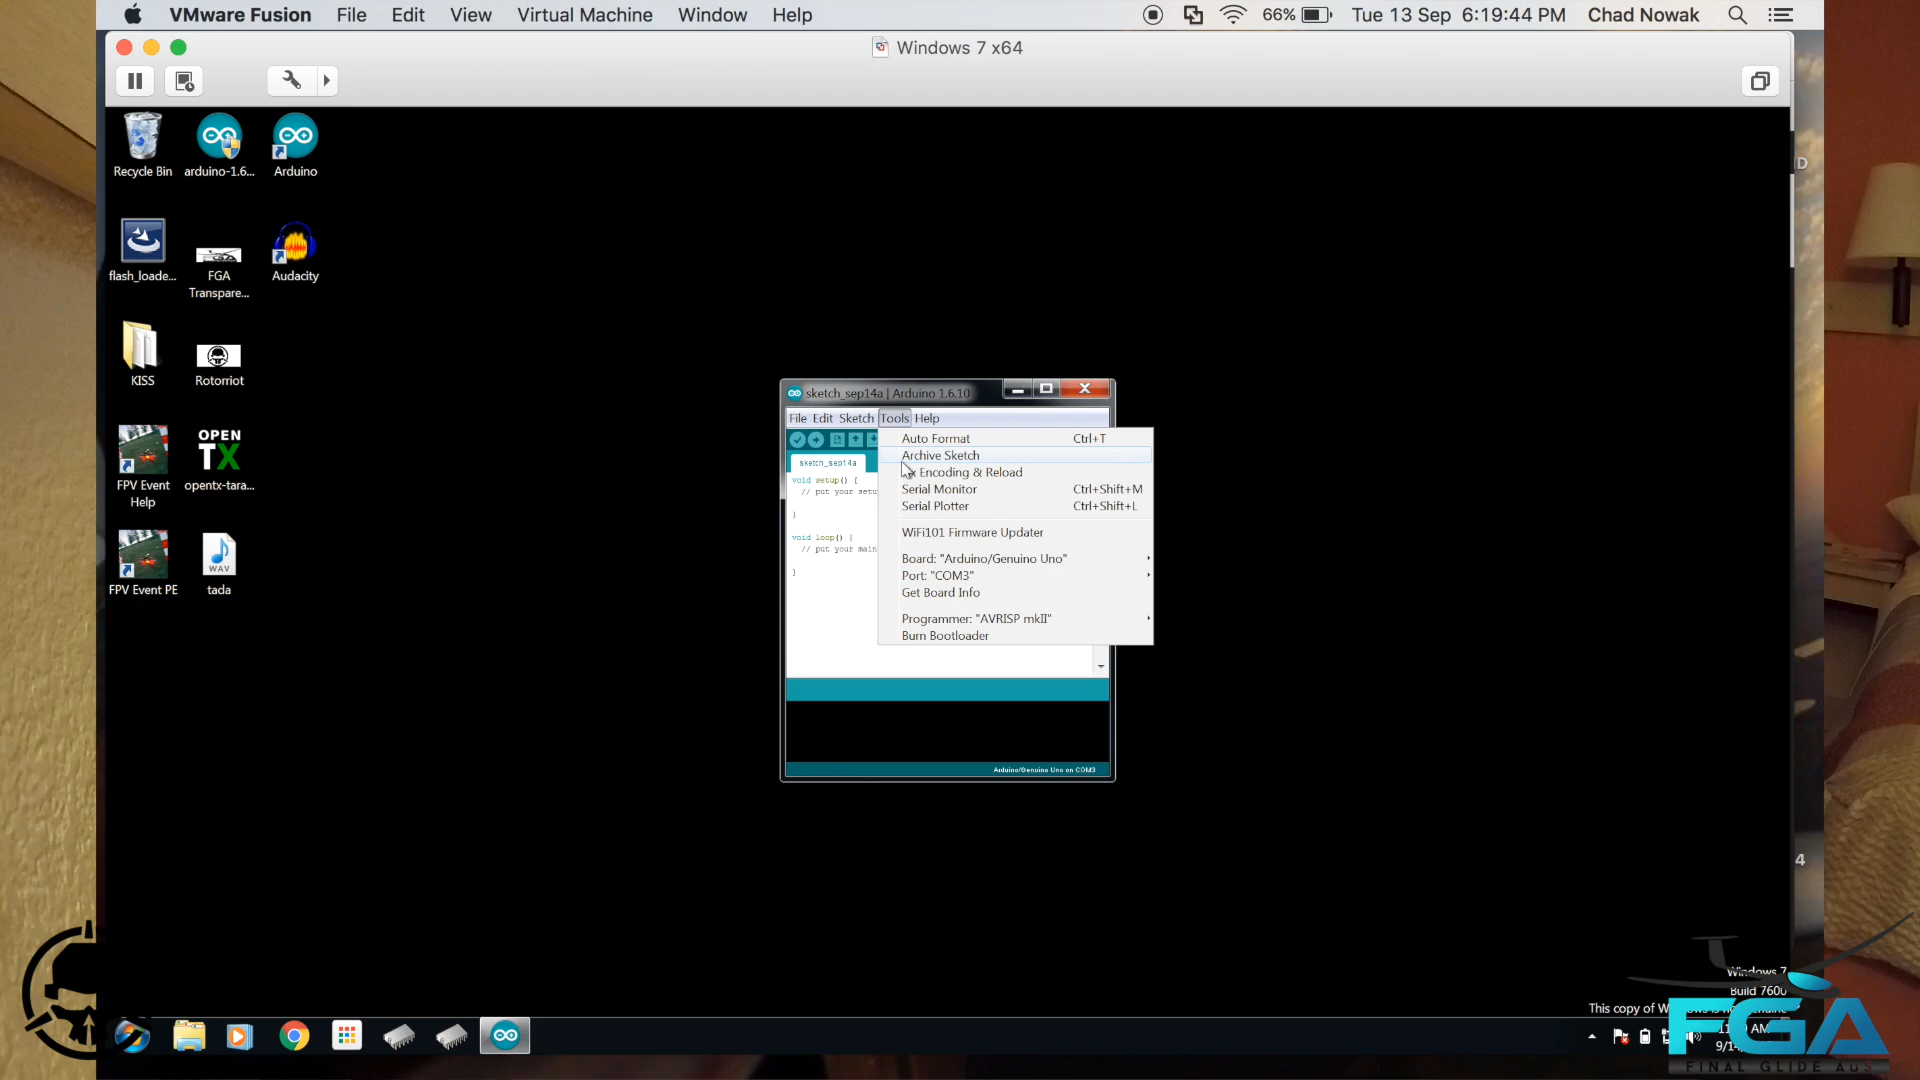 VMware Fusion File Edit View Virtual Machine Window Help 66% Tue 13 Sep 6:19:44 PM Chad Nowak
Windows 7 x64
Recycle Bin
arduino-1.6...
Arduino
flash_loade...
FGA
Transpare...
Audacity
KISS
Rotorriot
OPEN
TX
FPV Event
Help
opentx-tara...
WAV
FPV Event PE
tada
sketch_sep14a | Arduino 1.6.10
File Edit Sketch Tools Help
sketch_sep14a
void setup() {
// put your setu
}
void loop() {
// put your main
}
Auto Format Ctrl+T
Archive Sketch
Encoding & Reload
Serial Monitor Ctrl+Shift+M
Serial Plotter Ctrl+Shift+L
WiFi101 Firmware Updater
Board: "Arduino/Genuino Uno"
Port: "COM3"
Get Board Info
Programmer: "AVRISP mkII"
Burn Bootloader
Arduino/Genuino Uno on COM3
D
4
Windows 7
Build 7600
This copy of
AM
FGA
FINAL GLIDE AUS